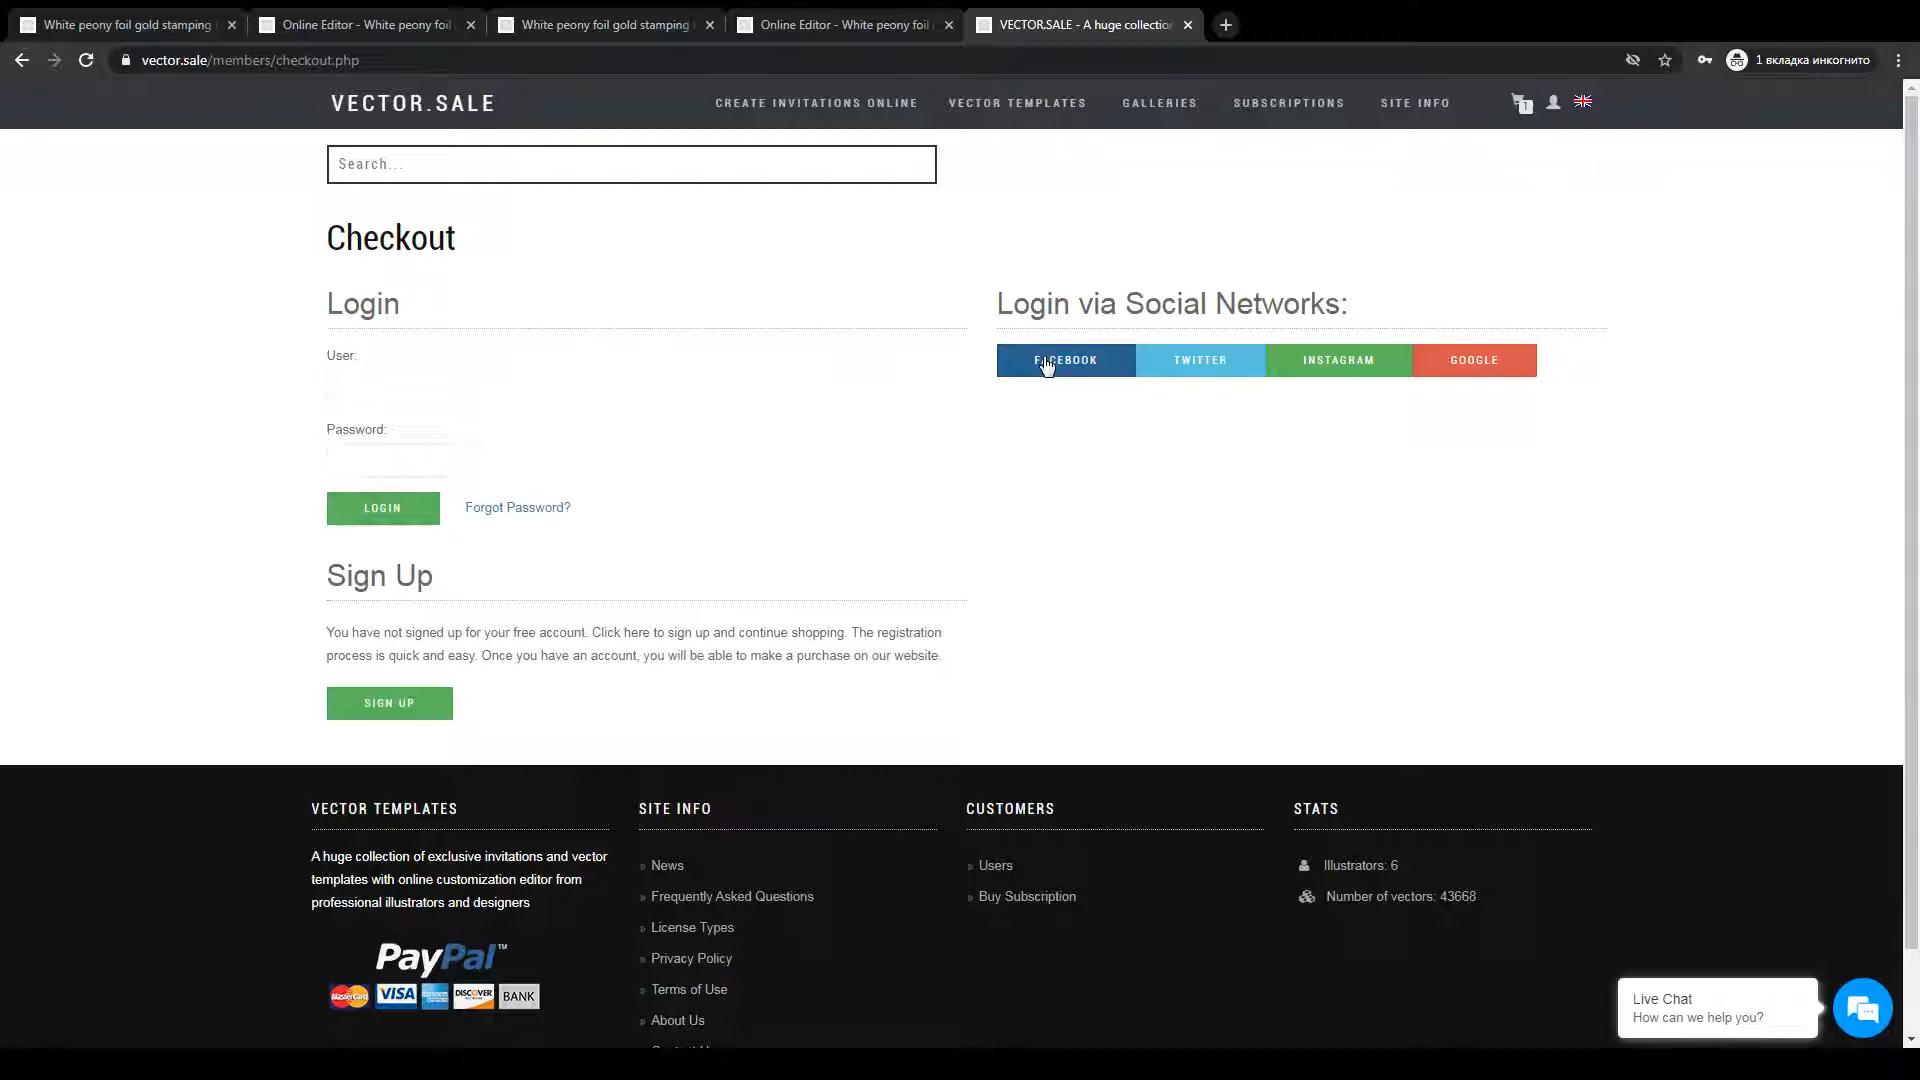 White peony foil gold stamping
Online Editor - White peony foil
White peony foil gold stamping
Online Editor - White peony foil
VECTOR.SALE - A huge collectio
vector.sale/members/checkout.php
1 вкладка инкогнито
VECTOR.SALE
CREATE INVITATIONS ONLINE
VECTOR TEMPLATES
GALLERIES
SUBSCRIPTIONS
SITE INFO
1
Search...
Checkout
Login
User:
Password:
LOGIN
Forgot Password?
Login via Social Networks:
FACEBOOK
TWITTER
INSTAGRAM
GOOGLE
Sign Up
You have not signed up for your free account. Click here to sign up and continue shopping. The registration
process is quick and easy. Once you have an account, you will be able to make a purchase on our website.
SIGN UP
VECTOR TEMPLATES
A huge collection of exclusive invitations and vector
templates with online customization editor from
professional illustrators and designers
PayPal™
MasterCard
VISA
DISCOVER
BANK
SITE INFO
» News
» Frequently Asked Questions
» License Types
» Privacy Policy
» Terms of Use
» About Us
CUSTOMERS
» Users
» Buy Subscription
STATS
Illustrators: 6
Number of vectors: 43668
Live Chat
How can we help you?